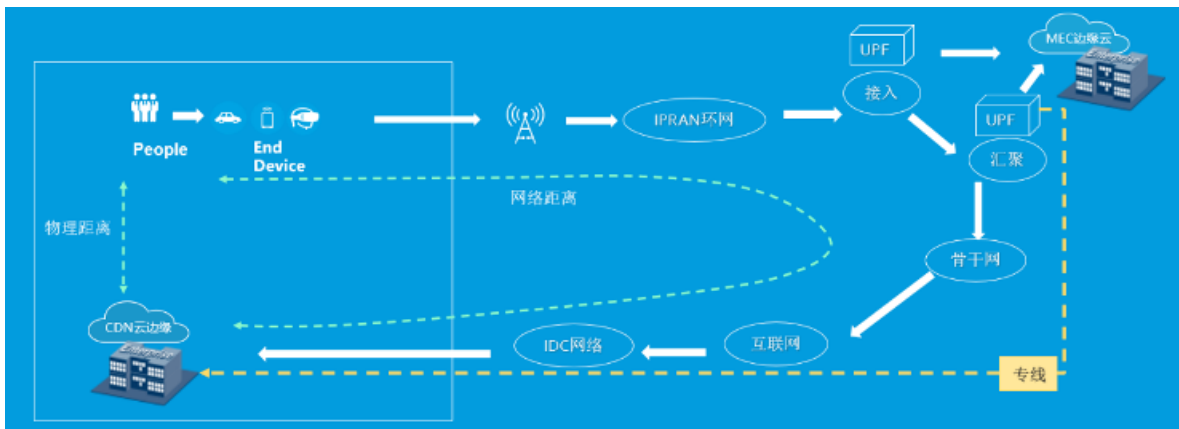 UPF
MEC边缘云
接入
IPRAN环网
UPF
People
End
Device
汇聚
网络距离
物理距离
骨干网
CDN云边缘
互联网
IDC网络
专线